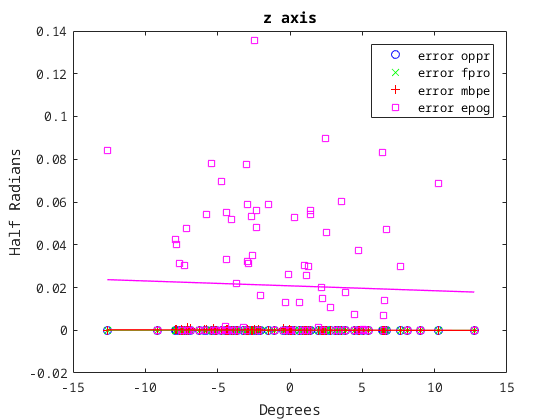 z axis
0.14
0.12
0.1
0.08
0.06
0.04
0.02
0
-0.02
Half Radians
error oppr
error fpro
error mbpe
error epog
-15
-10
-5
0
5
10
15
Degrees